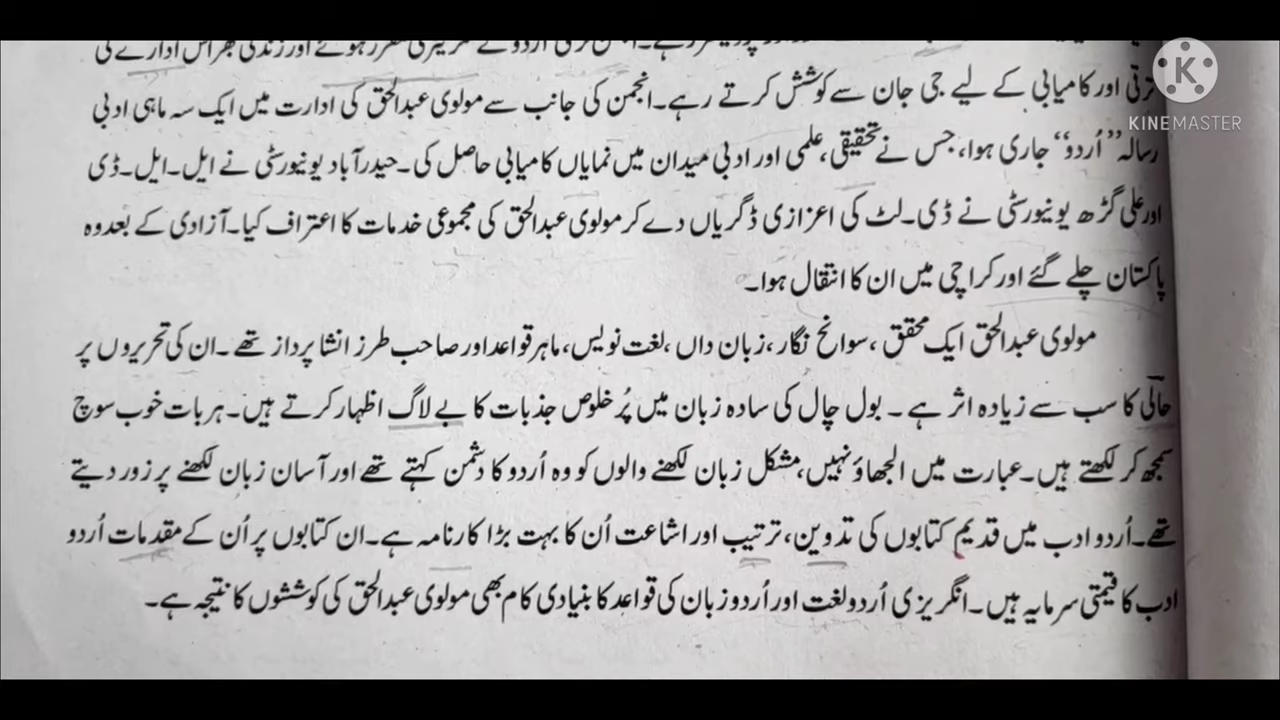 اور زندگی بھر اس ادارے کی
ترقی اور کامیابی کے لیے جی جان سے کوشش کرتے رہے۔ انجمن کی جانب سے مولوی عبدالحق کی ادارت میں ایک سہ ماہی ادبی
رسالہ ”اُردو“ جاری ہوا، جس نے تحقیقی، علمی اور ادبی میدان میں نمایاں کامیابی حاصل کی۔ حیدرآباد یونیورسٹی نے ایل۔ایل۔ڈی
اور علی گڑھ یونیورسٹی نے ڈی۔لٹ کی اعزازی ڈگریاں دے کر مولوی عبدالحق کی مجموعی خدمات کا اعتراف کیا۔ آزادی کے بعد وہ
پاکستان چلے گئے اور کراچی میں ان کا انتقال ہوا۔
مولوی عبدالحق ایک محقق، سوانح نگار، زبان داں، لغت نویس، ماہر قواعد اور صاحب طرز انشا پرداز تھے۔ ان کی تحریروں پر
حالؔی کا سب سے زیادہ اثر ہے۔ بول چال کی سادہ زبان میں پُر خلوص جذبات کا بے لاگ اظہار کرتے ہیں۔ ہر بات خوب سوچ
سمجھ کر لکھتے ہیں۔ عبارت میں الجھاؤ نہیں، مشکل زبان لکھنے والوں کو وہ اُردو کا دشمن کہتے تھے اور آسان زبان لکھنے پر زور دیتے
تھے۔ اُردو ادب میں قدیم کتابوں کی تدوین، ترتیب اور اشاعت اُن کا بہت بڑا کارنامہ ہے۔ ان کتابوں پر اُن کے مقدمات اُردو
ادب کا قیمتی سرمایہ ہیں۔ انگریزی اُردو لغت اور اُردو زبان کی قواعد کا بنیادی کام بھی مولوی عبدالحق کی کوششوں کا نتیجہ ہے۔
K
KINEMASTER